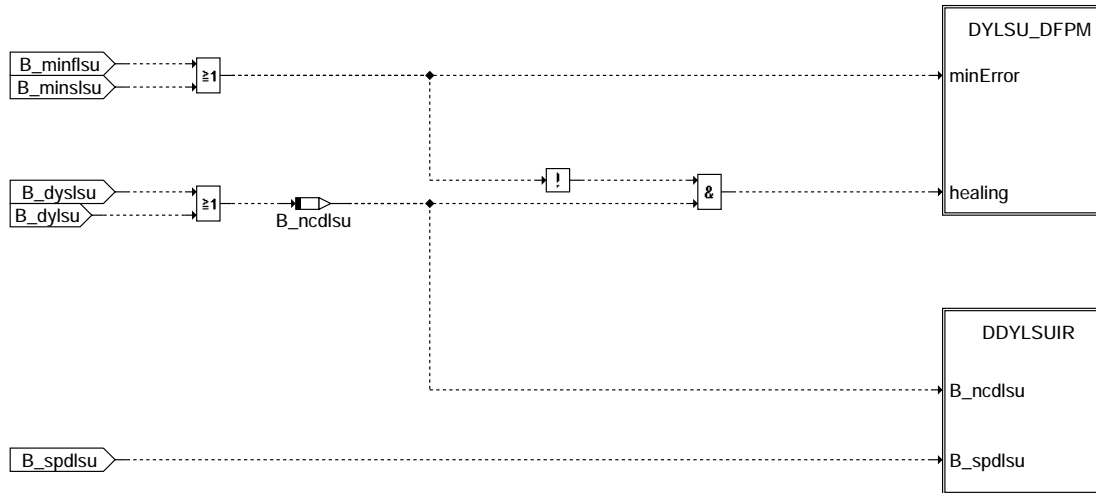 DYLSU_DFPM
B_minflsu
B_minslsu
≥1
minError
B_dyslsu
B_dylsu
≥1
B_ncdlsu
!
&
healing
DDYLSUIR
B_ncdlsu
B_spdlsu
B_spdlsu